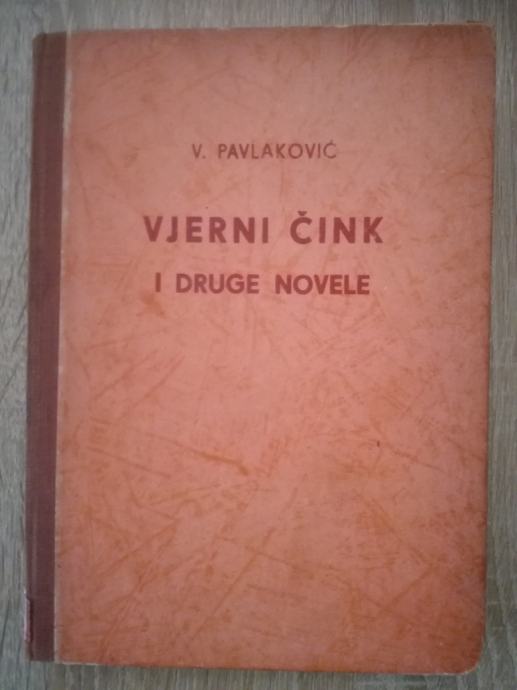 V. PAVLAKOVIĆ
VJERNI ČINK
I DRUGE NOVELE